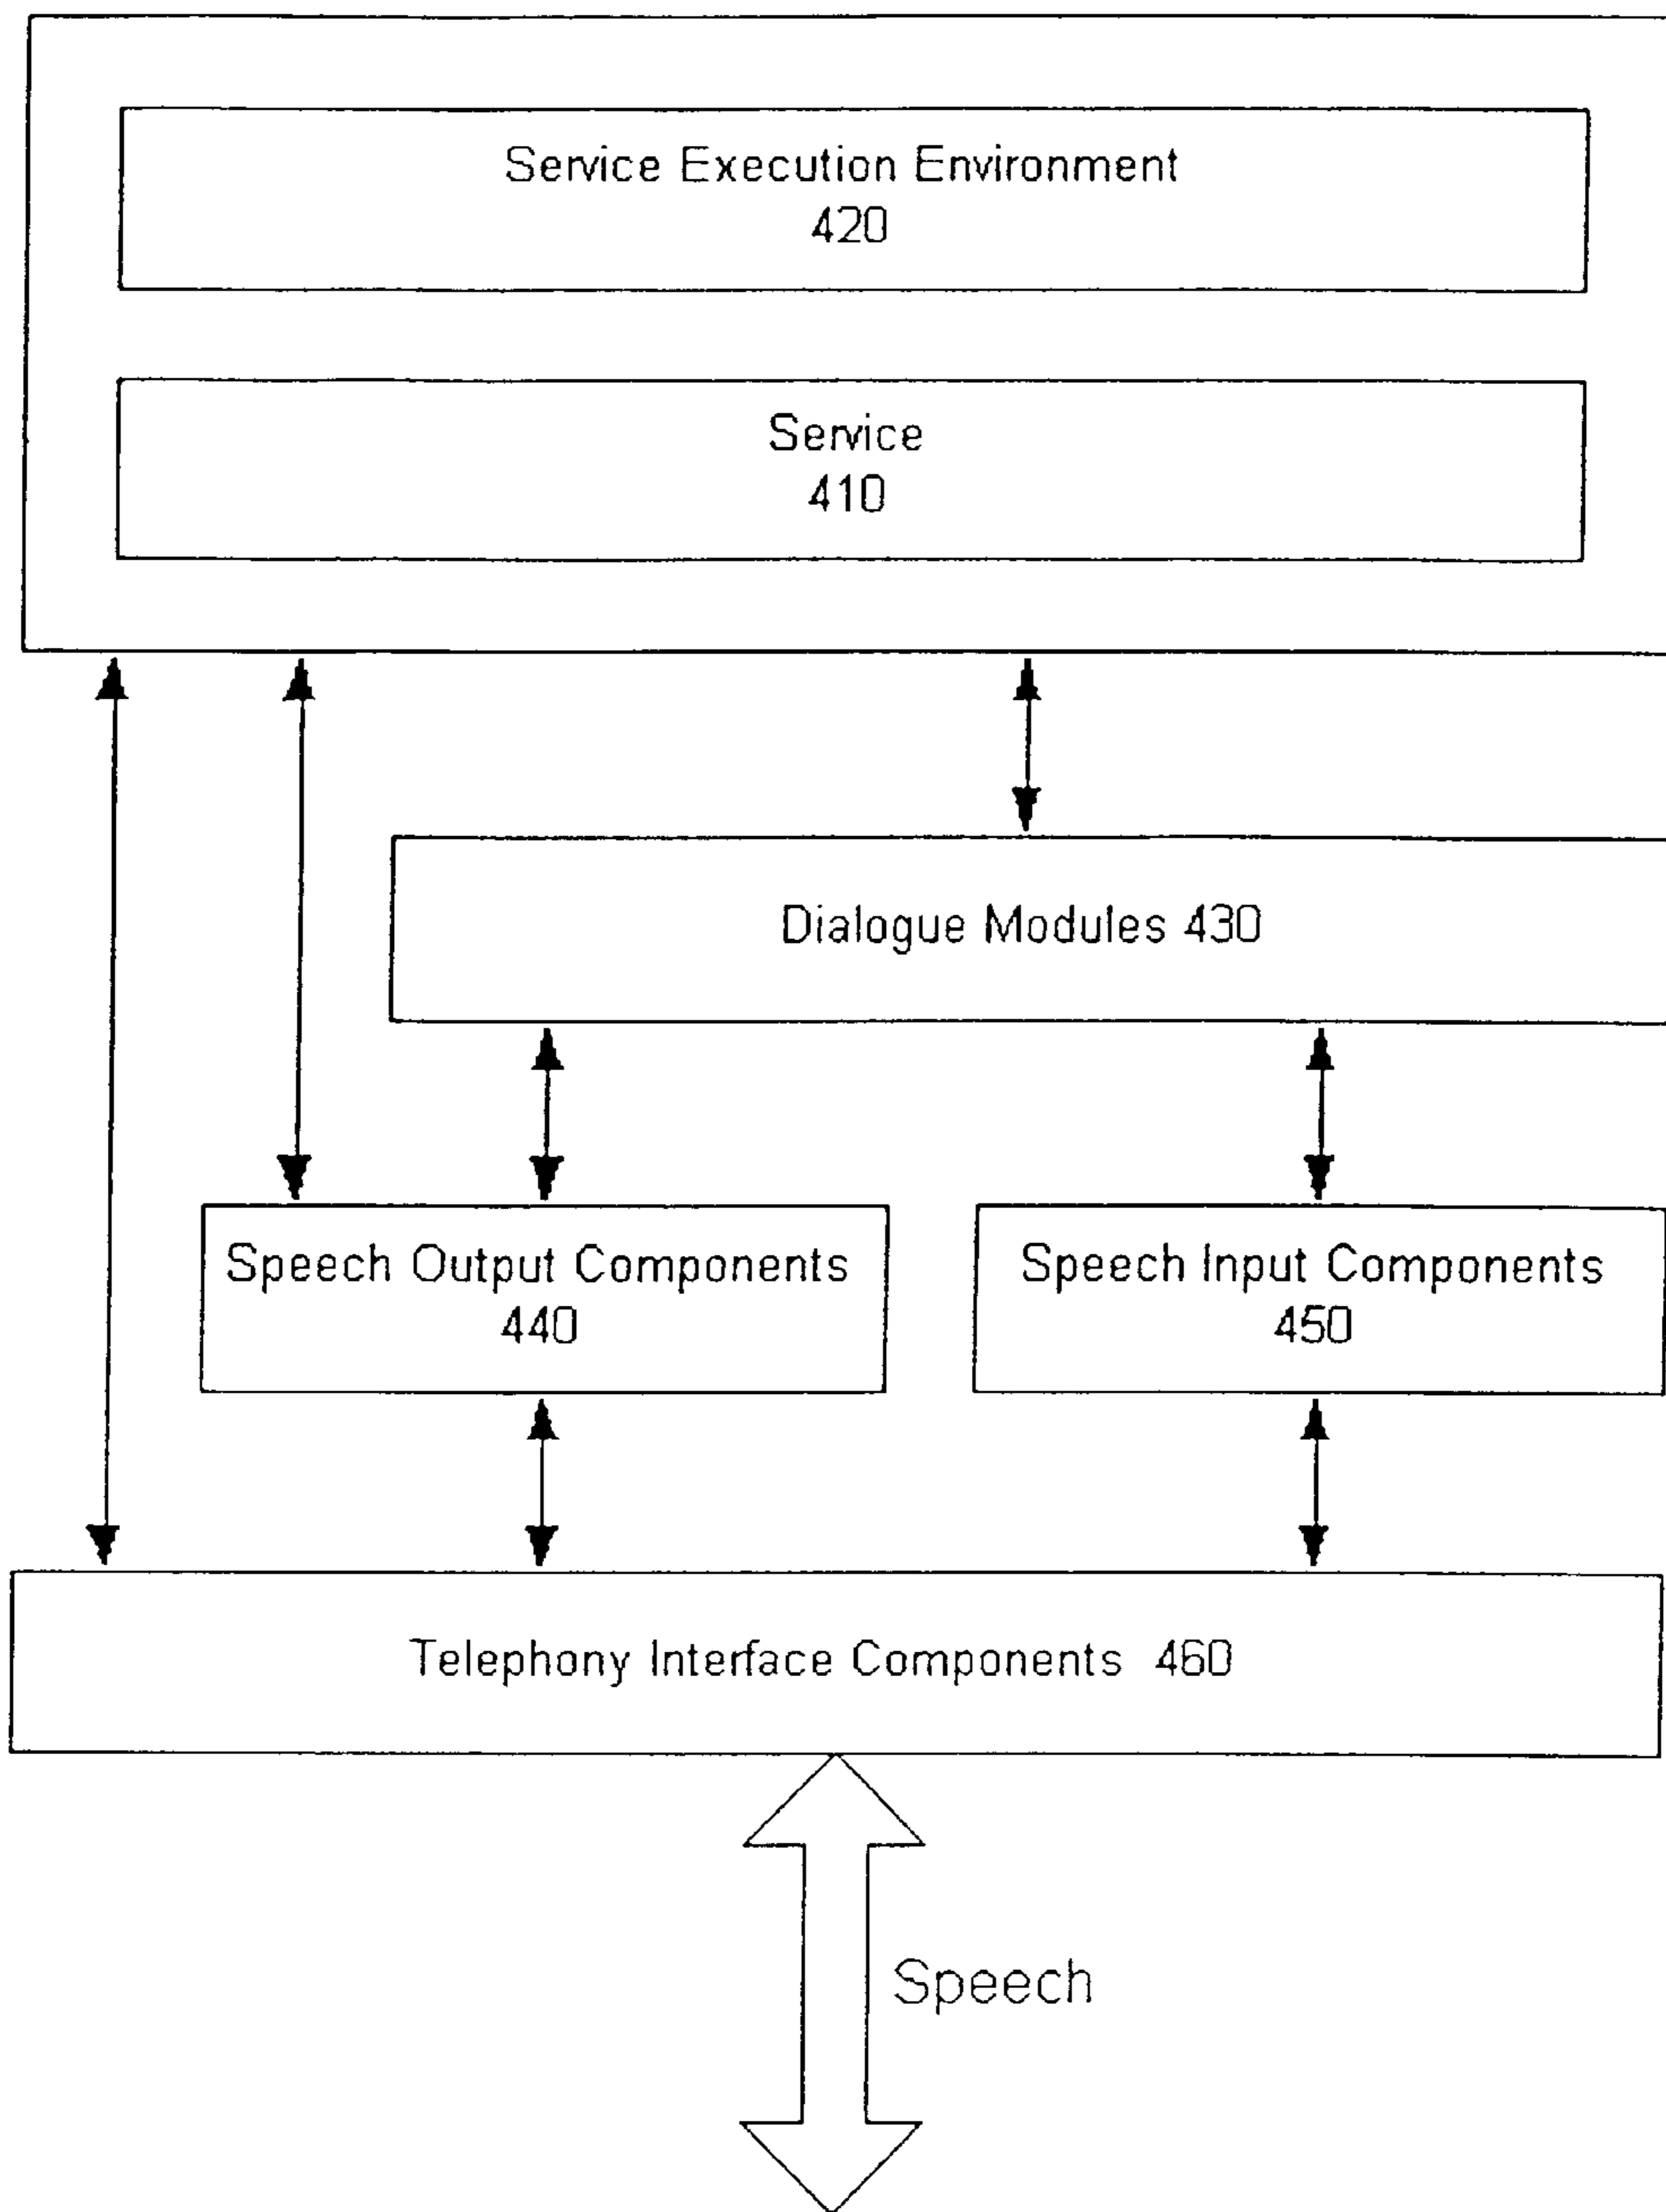 Service Execution Environment
420
Service
410
Dialogue Modules 430
Speech Output Components
440
Speech Input Components
450
Telephony Interface Components 460
Speech